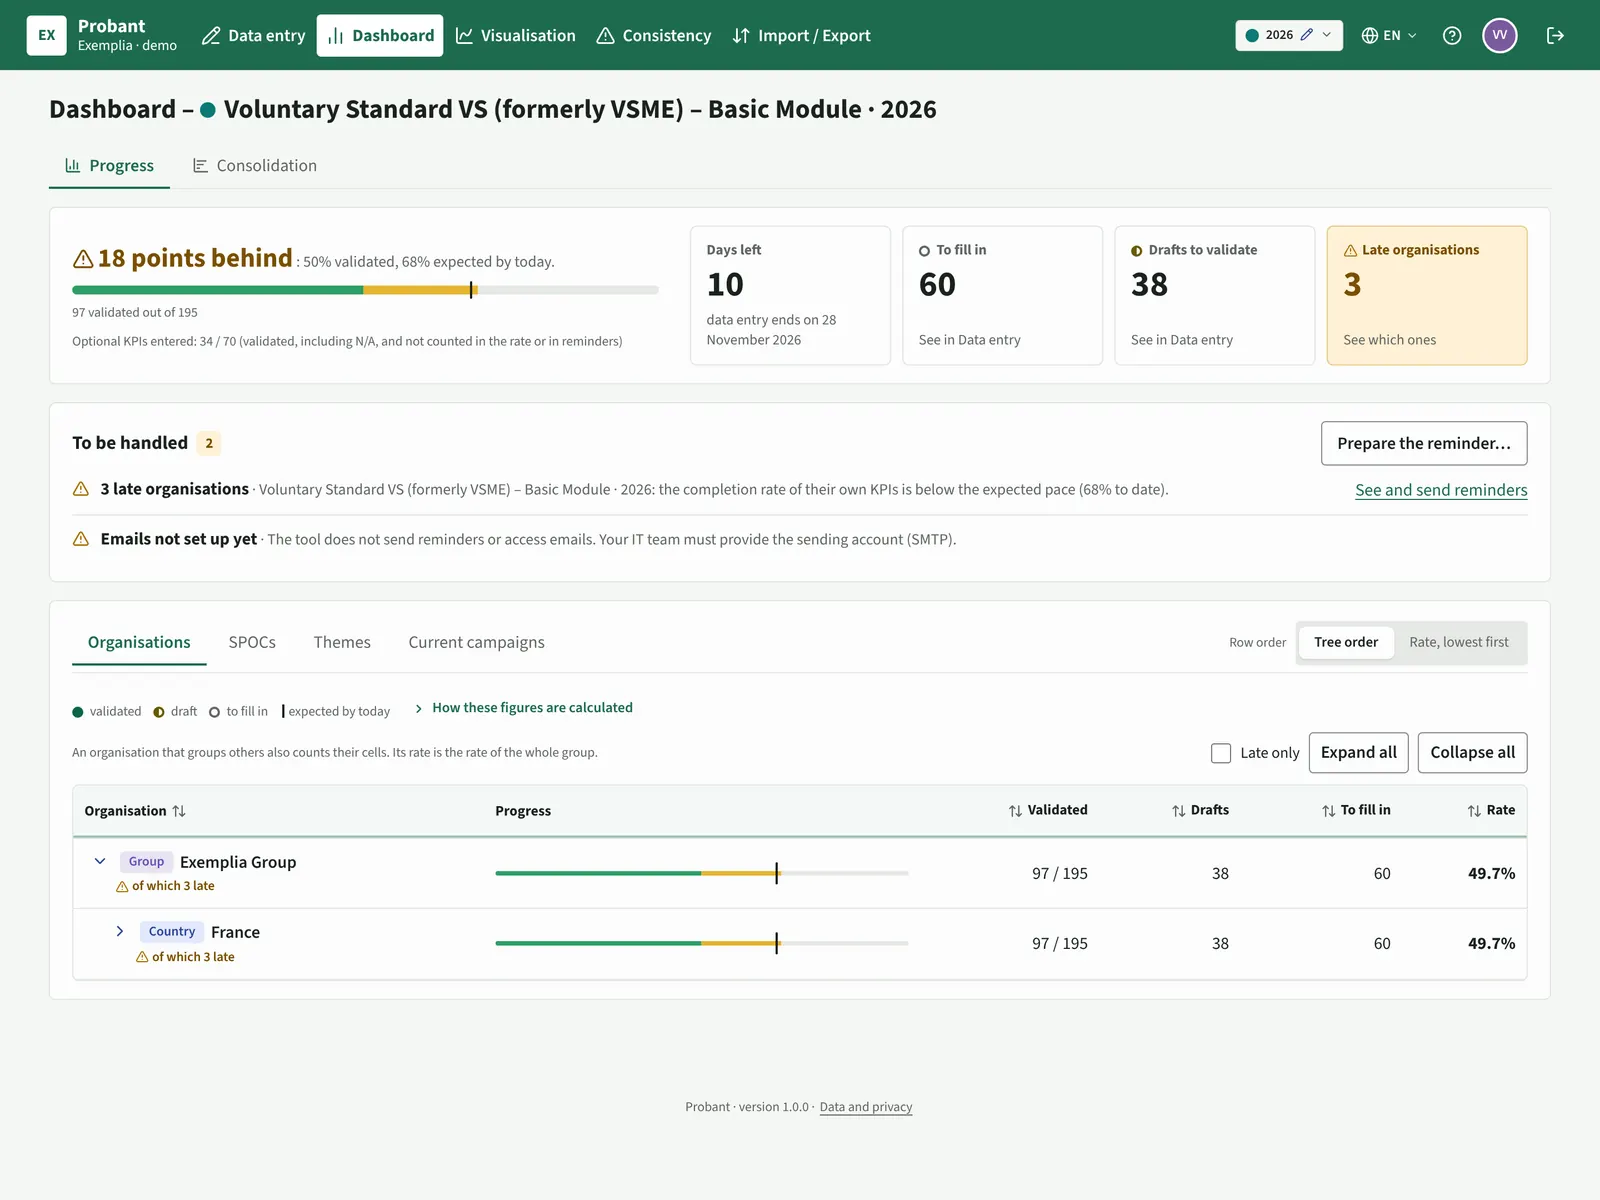 EX
Probant
Exemplia · demo
Data entry
Dashboard
Visualisation
Consistency
Import / Export
2026
EN
VV
Dashboard – Voluntary Standard VS (formerly VSME) – Basic Module · 2026
Progress
Consolidation
18 points behind : 50% validated, 68% expected by today.
97 validated out of 195
Optional KPIs entered: 34 / 70 (validated, including N/A, and not counted in the rate or in reminders)
Days left
10
data entry ends on 28
November 2026
To fill in
60
See in Data entry
Drafts to validate
38
See in Data entry
Late organisations
3
See which ones
To be handled 2
Prepare the reminder...
3 late organisations · Voluntary Standard VS (formerly VSME) – Basic Module · 2026: the completion rate of their own KPIs is below the expected pace (68% to date).
See and send reminders
Emails not set up yet · The tool does not send reminders or access emails. Your IT team must provide the sending account (SMTP).
Organisations
SPOCs
Themes
Current campaigns
Row order
Tree order
Rate, lowest first
validated
draft
to fill in
expected by today
How these figures are calculated
An organisation that groups others also counts their cells. Its rate is the rate of the whole group.
Late only
Expand all
Collapse all
Organisation
Progress
Validated
Drafts
To fill in
Rate
Group Exemplia Group
of which 3 late
97 / 195
38
60
49.7%
Country France
of which 3 late
97 / 195
38
60
49.7%
Probant · version 1.0.0 · Data and privacy